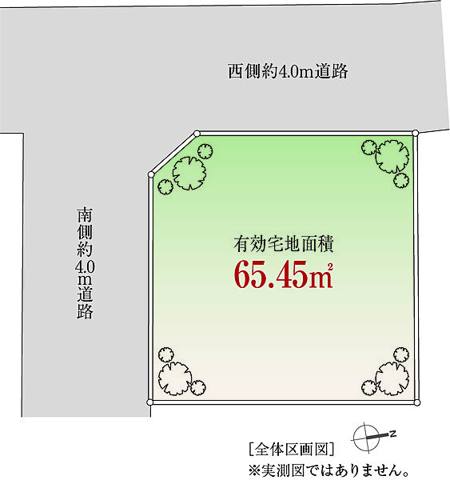 西側約4.0m道路
南側約4.0m道路
有効宅地面積
65.45㎡
[全体区画図]
N
※実測図ではありません。